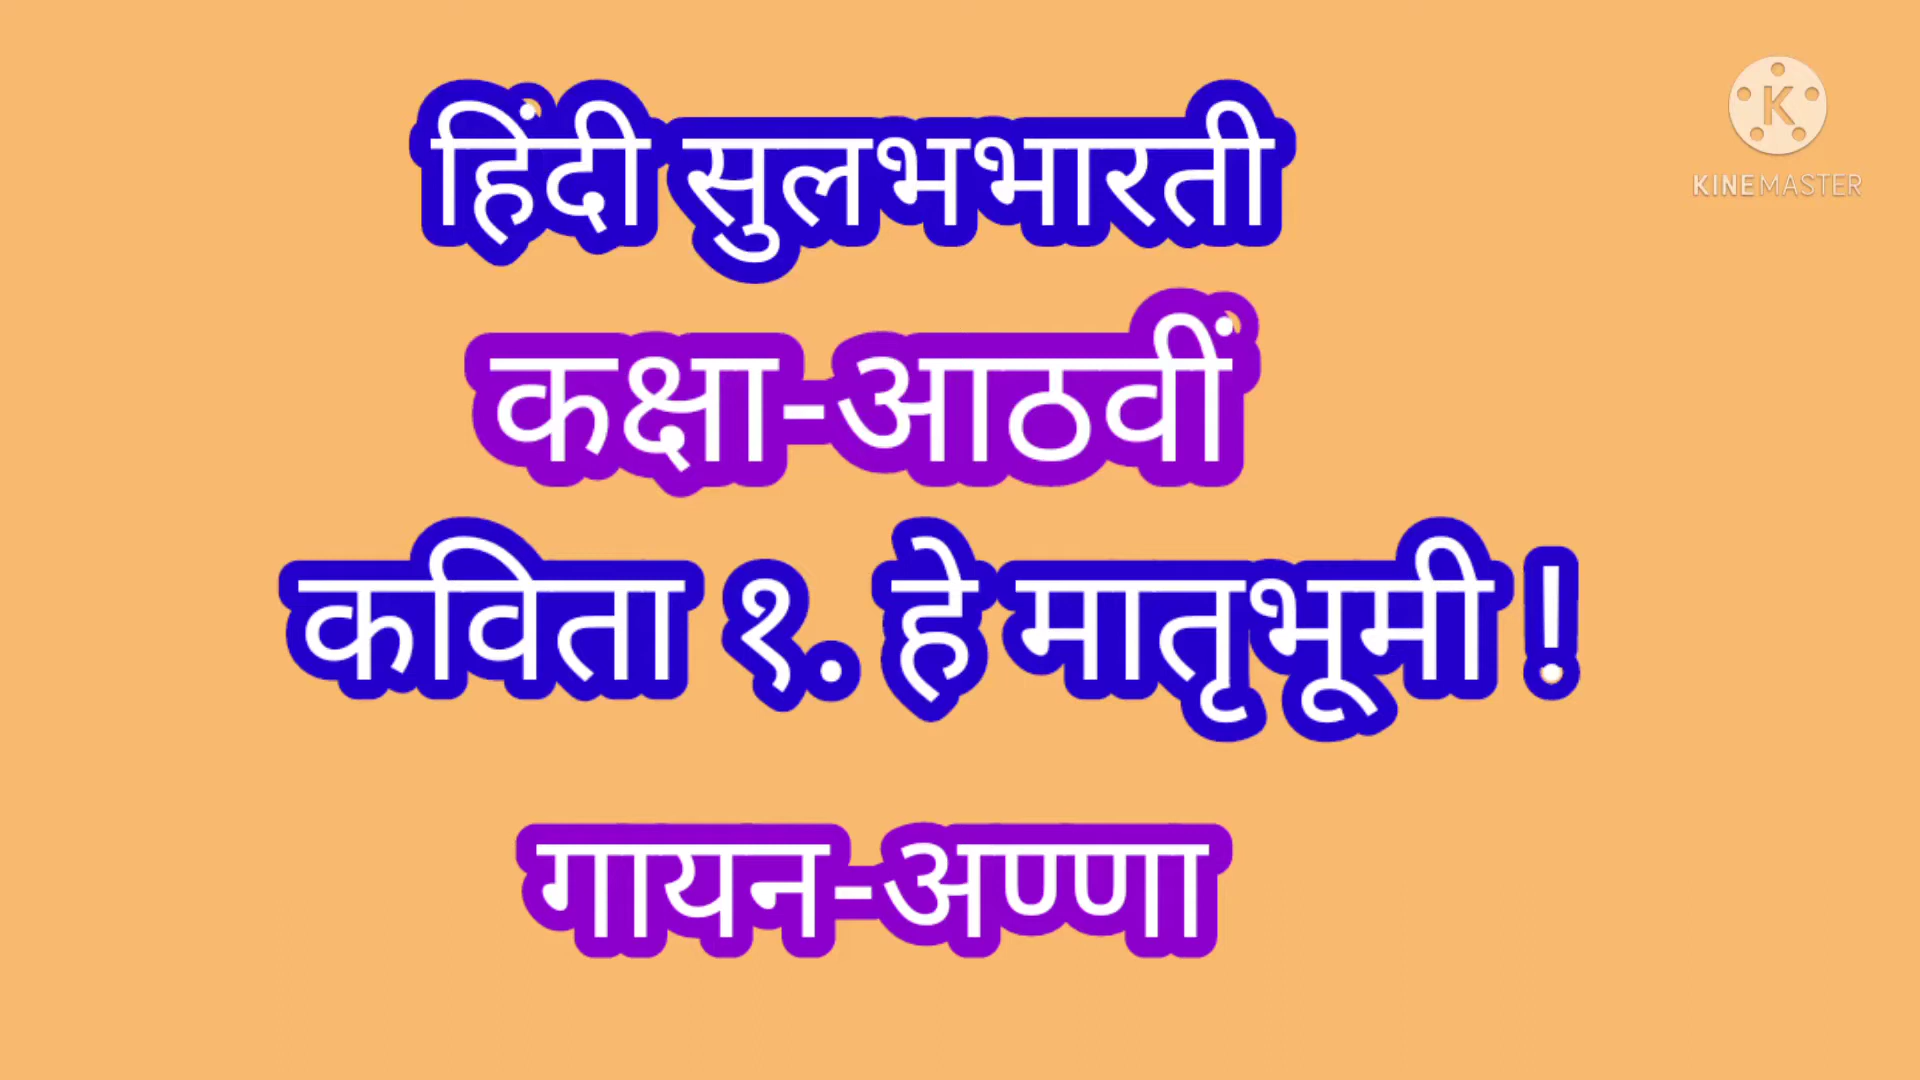 हिंदी सुलभभारती
कक्षा-आठवीं
कविता १. हे मातृभूमी !
गायन-अण्णा
K
KINEMASTER